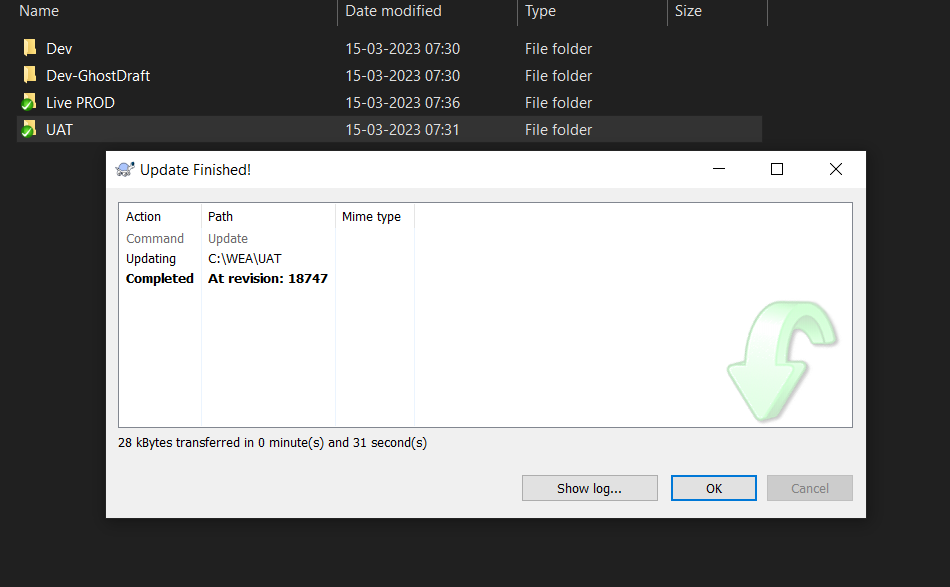 Name Date modified Type Size
Dev 15-03-2023 07:30 File folder
Dev-GhostDraft 15-03-2023 07:30 File folder
Live PROD 15-03-2023 07:36 File folder
UAT 15-03-2023 07:31 File folder
Update Finished!
Action Path Mime type
Command Update
Updating C:\WEA\UAT
Completed At revision: 18747
28 kBytes transferred in 0 minute(s) and 31 second(s)
Show log... OK Cancel